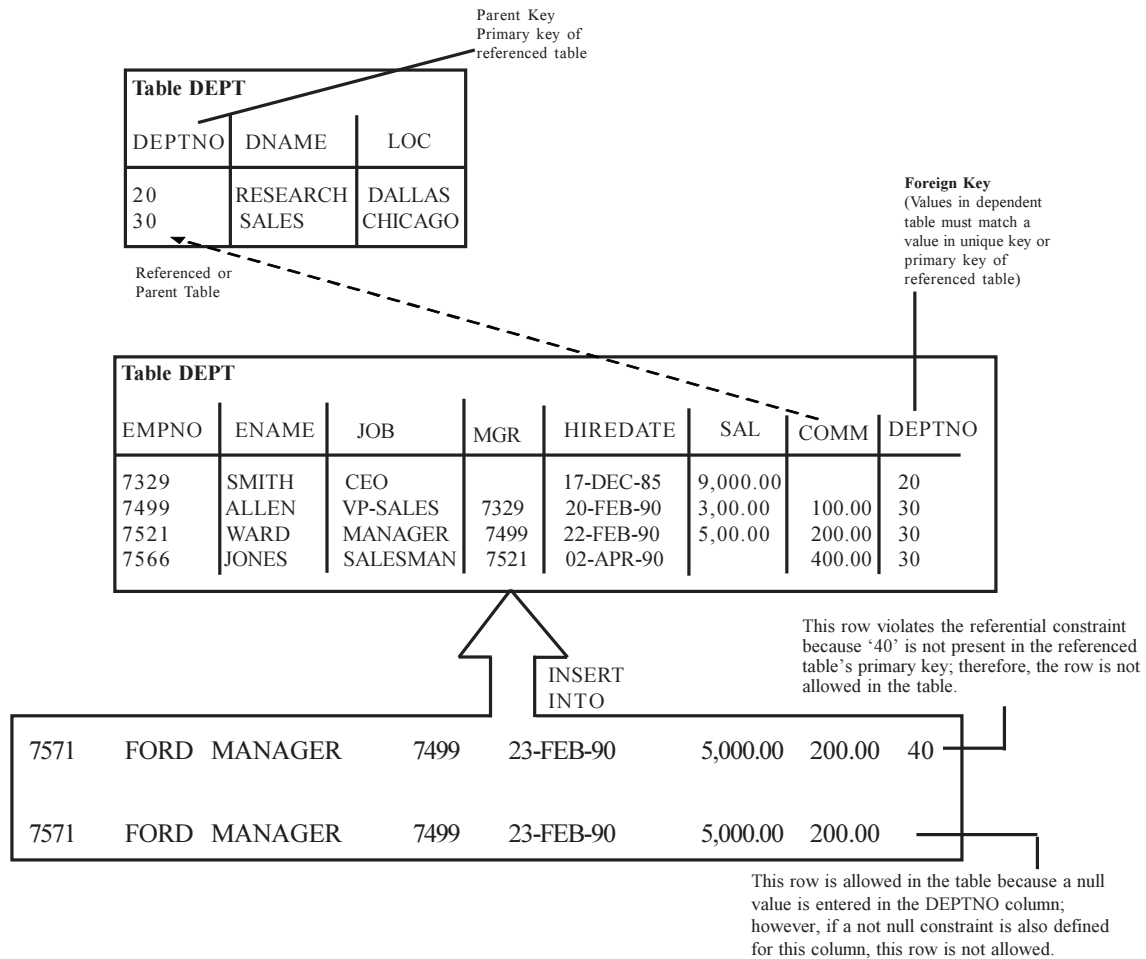 Parent Key
Primary key of
referenced table
Table DEPT
DEPTNO DNAME LOC
20 RESEARCH DALLAS
30 SALES CHICAGO
Referenced or
Parent Table
Foreign Key
(Values in dependent
table must match a
value in unique key or
primary key of
referenced table)
Table DEPT
EMPNO ENAME JOB MGR HIREDATE SAL COMM DEPTNO
7329 SMITH CEO 17-DEC-85 9,000.00 20
7499 ALLEN VP-SALES 7329 20-FEB-90 3,00.00 100.00 30
7521 WARD MANAGER 7499 22-FEB-90 5,00.00 200.00 30
7566 JONES SALESMAN 7521 02-APR-90 400.00 30
This row violates the referential constraint
because ‘40’ is not present in the referenced
table’s primary key; therefore, the row is not
allowed in the table.
INSERT
INTO
7571 FORD MANAGER 7499 23-FEB-90 5,000.00 200.00 40
7571 FORD MANAGER 7499 23-FEB-90 5,000.00 200.00
This row is allowed in the table because a null
value is entered in the DEPTNO column;
however, if a not null constraint is also defined
for this column, this row is not allowed.